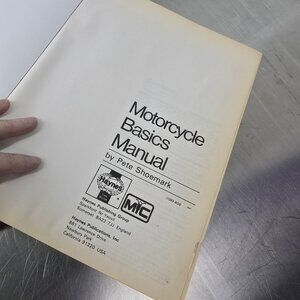 Motorcycle
Basics
Manual
by Pete Shoemark
Haynes
MIC
Haynes Publishing Group
Sparkford Nr Yeovil
Somerset BA22 7JJ England
Haynes Publications, Inc
861 Lawrence Drive
Newbury Park
California 91320 USA